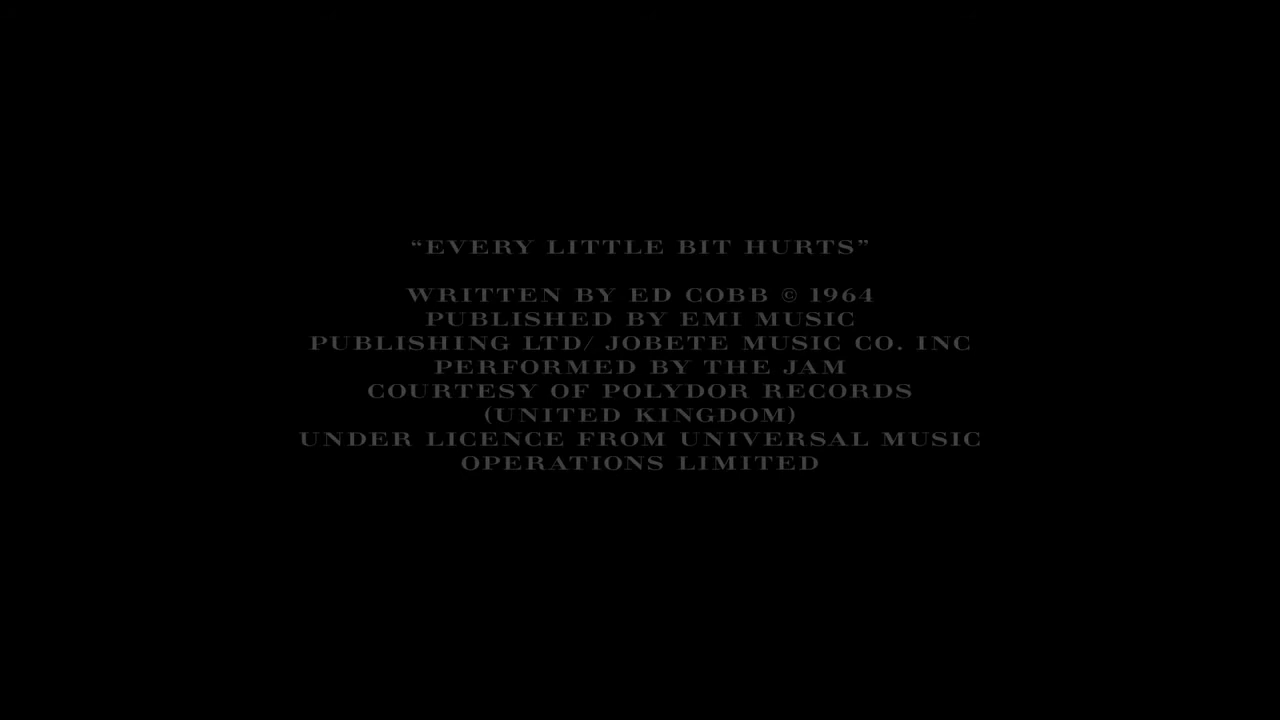 “EVERY LITTLE BIT HURTS”
WRITTEN BY ED COBB © 1964
PUBLISHED BY EMI MUSIC
PUBLISHING LTD/ JOBETE MUSIC CO. INC
PERFORMED BY THE JAM
COURTESY OF POLYDOR RECORDS
(UNITED KINGDOM)
UNDER LICENCE FROM UNIVERSAL MUSIC
OPERATIONS LIMITED